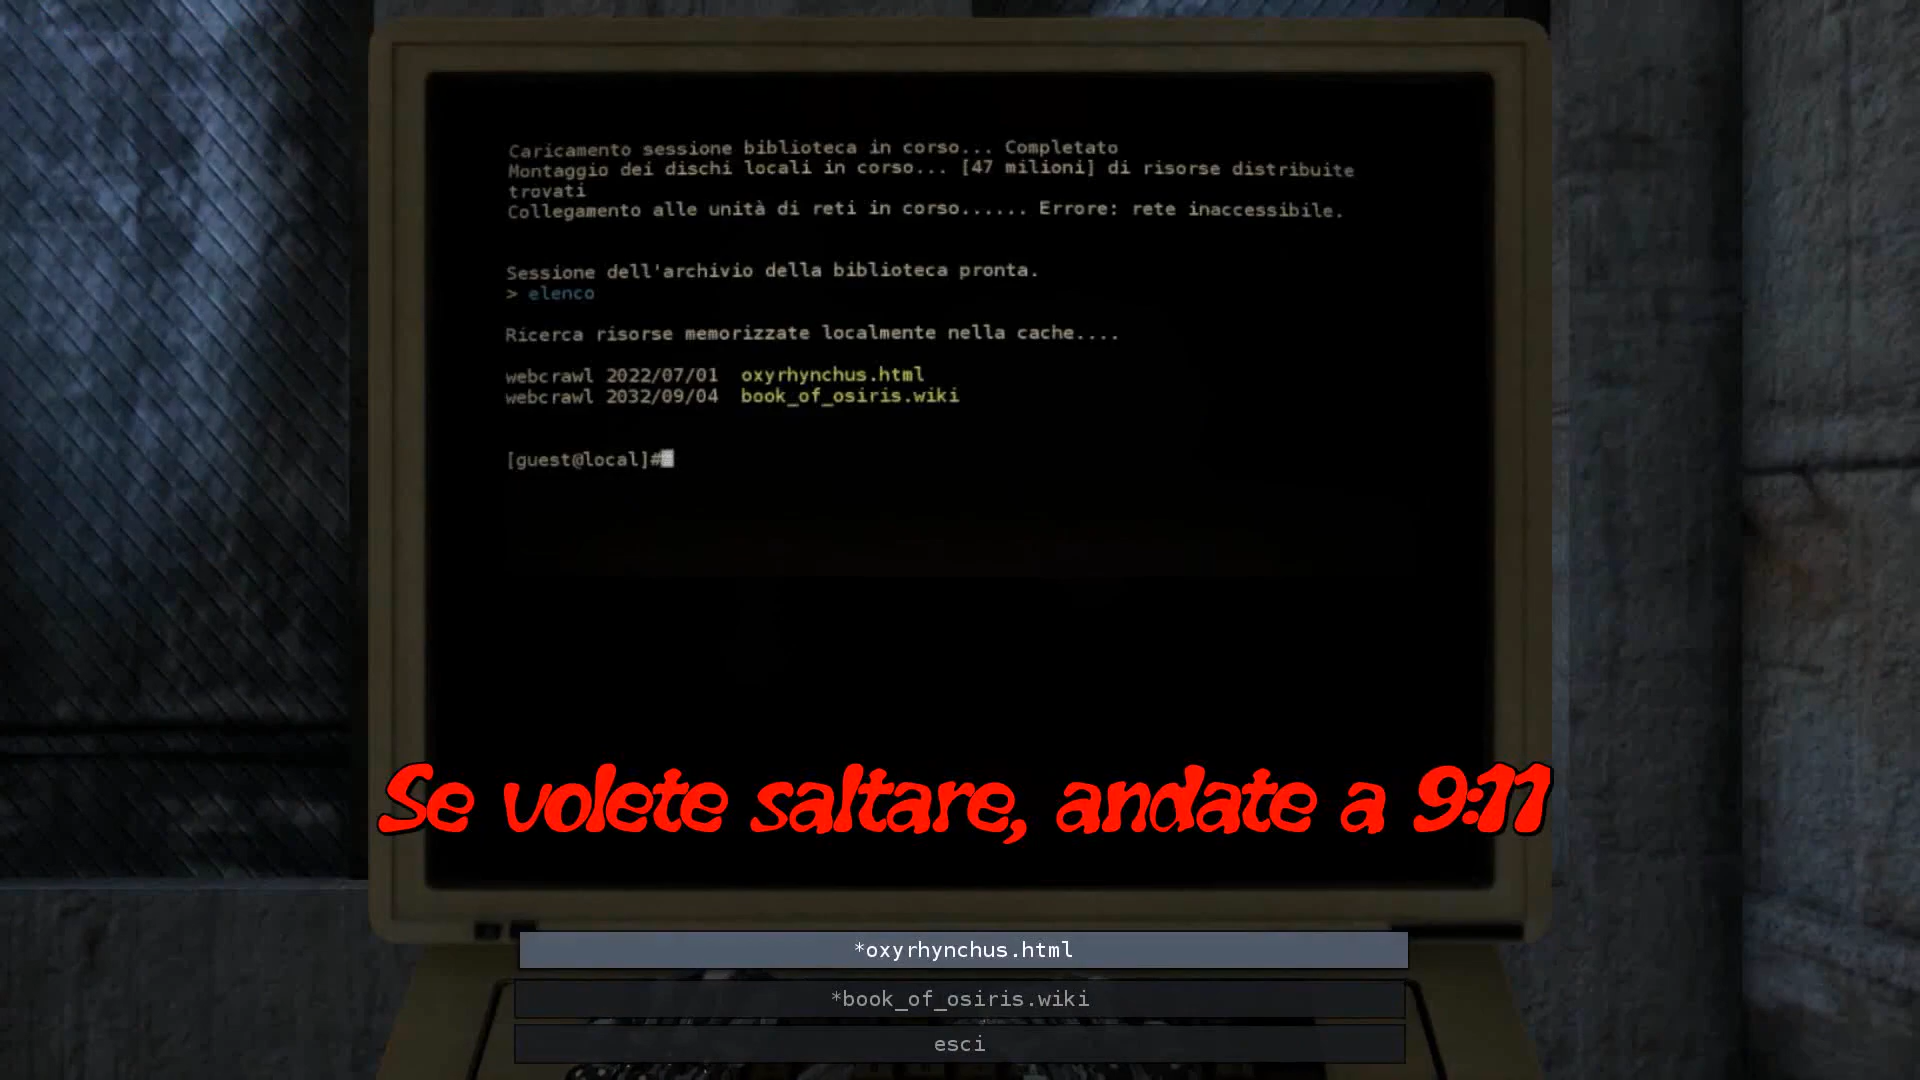 Caricamento sessione biblioteca in corso... Completato
Montaggio dei dischi locali in corso... [47 milioni] di risorse distribuite
trovati
Collegamento alle unità di reti in corso...... Errore: rete inaccessibile.
Sessione dell'archivio della biblioteca pronta.
> elenco
Ricerca risorse memorizzate localmente nella cache....
webcrawl 2022/07/01 oxyrhynchus.html
webcrawl 2032/09/04 book_of_osiris.wiki
[guest@local]#
Se volete saltare, andate a 9:11
*oxyrhynchus.html
*book_of_osiris.wiki
esci